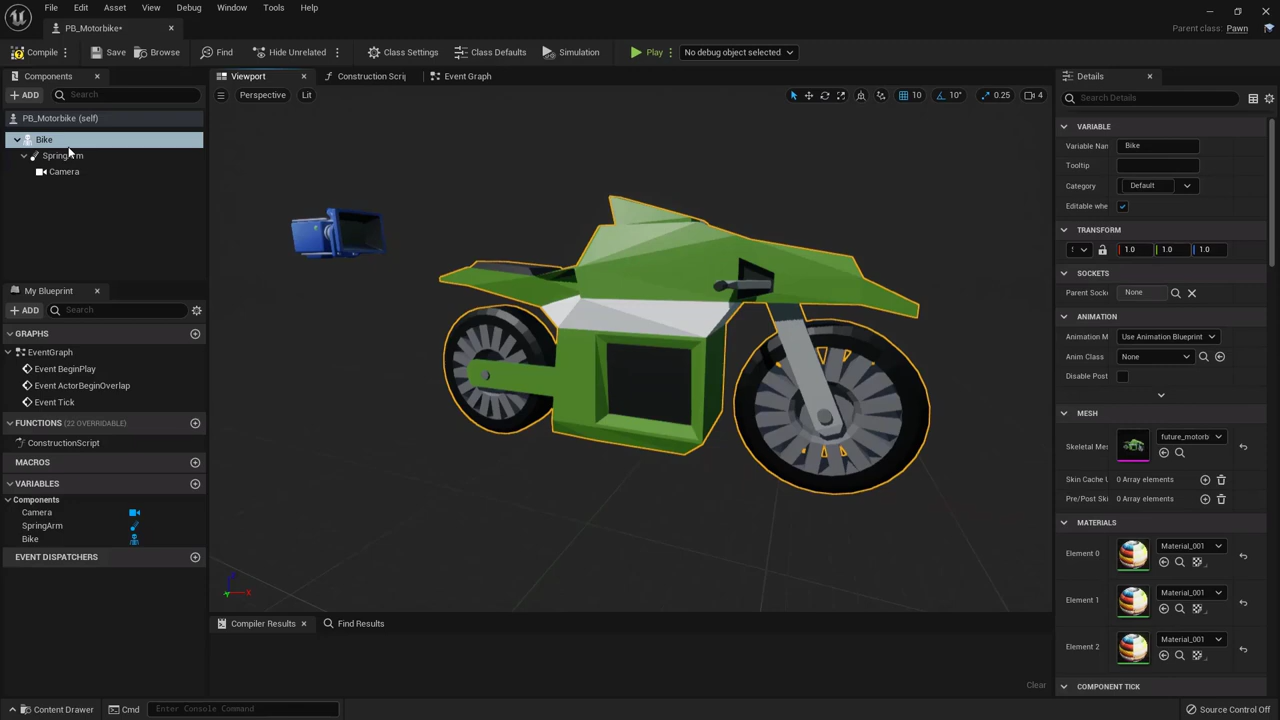 File Edit Asset View Debug Window Tools Help
PB_Motorbike*
Parent class: Pawn
Compile Save Browse Find Hide Unrelated Class Settings Class Defaults Simulation Play No debug object selected
Components
ADD Search
PB_Motorbike (self)
Bike
SpringArm
Camera
My Blueprint
ADD Search
GRAPHS
EventGraph
Event BeginPlay
Event ActorBeginOverlap
Event Tick
FUNCTIONS (22 OVERRIDABLE)
ConstructionScript
MACROS
VARIABLES
Components
Camera
SpringArm
Bike
EVENT DISPATCHERS
Viewport Construction Scrip Event Graph
Perspective Lit 10 10° 0.25 4
X
Compiler Results Find Results
Clear
Details
Search Details
VARIABLE
Variable Nam Bike
Tooltip
Category Default
Editable whe
TRANSFORM
1.0 1.0 1.0
SOCKETS
Parent Socke None
ANIMATION
Animation M Use Animation Blueprint
Anim Class None
Disable Post
MESH
Skeletal Mes future_motorb
Skin Cache U 0 Array elements
Pre/Post Ski 0 Array elements
MATERIALS
Element 0 Material_001
Element 1 Material_001
Element 2 Material_001
COMPONENT TICK
Content Drawer Cmd Enter Console Command Source Control Off